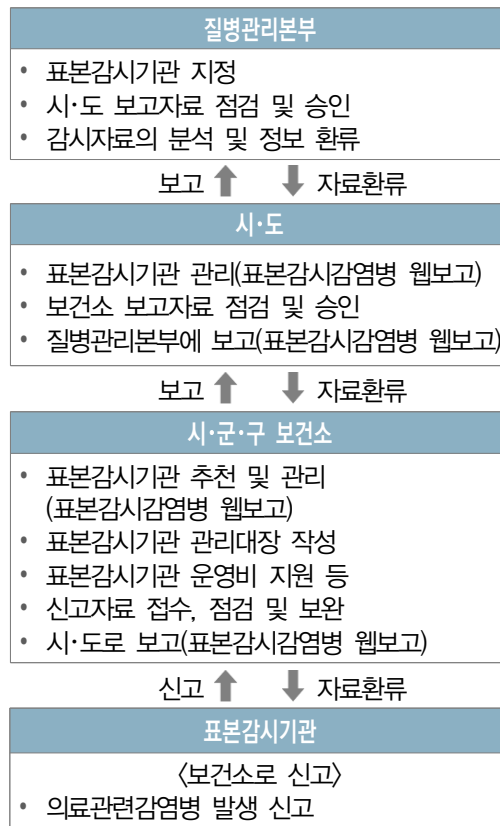 질병관리본부
• 표본감시기관 지정
• 시·도 보고자료 점검 및 승인
• 감시자료의 분석 및 정보 환류
보고 ⬆ ⬇ 자료환류
시·도
• 표본감시기관 관리(표본감시감염병 웹보고)
• 보건소 보고자료 점검 및 승인
• 질병관리본부에 보고(표본감시감염병 웹보고)
보고 ⬆ ⬇ 자료환류
시·군·구 보건소
• 표본감시기관 추천 및 관리
(표본감시감염병 웹보고)
• 표본감시기관 관리대장 작성
• 표본감시기관 운영비 지원 등
• 신고자료 접수, 점검 및 보완
• 시·도로 보고(표본감시감염병 웹보고)
신고 ⬆ ⬇ 자료환류
표본감시기관
〈보건소로 신고〉
• 의료관련감염병 발생 신고